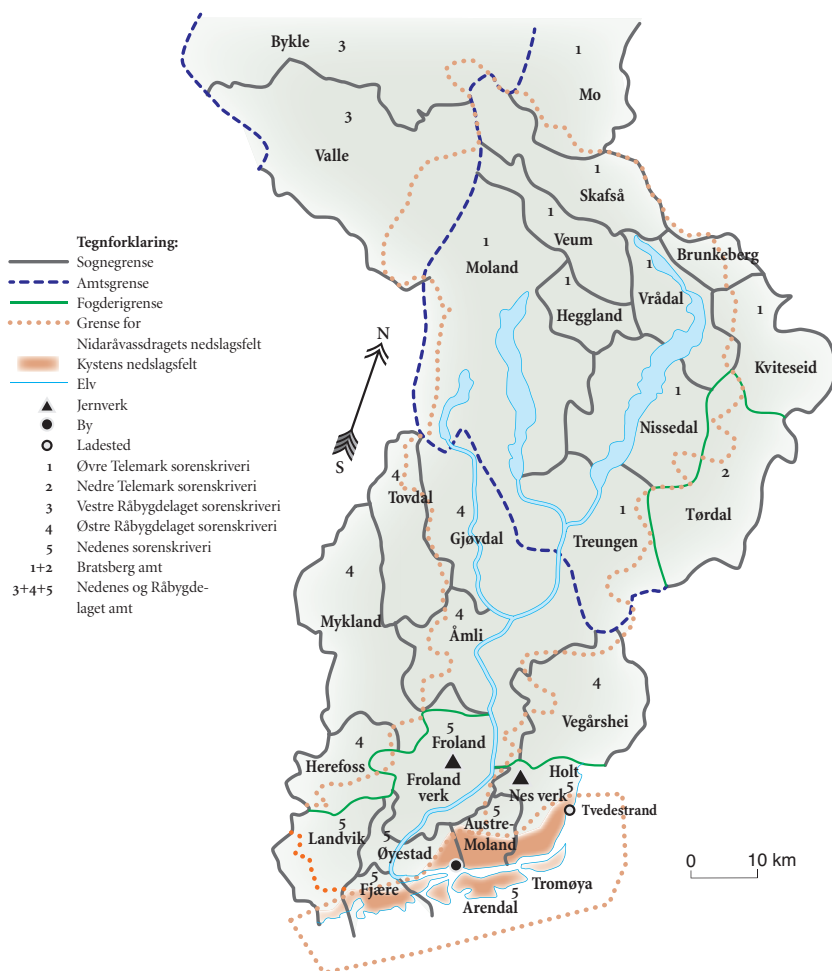 Bykle
3
1
Mo
3
Valle
1
Skafså
1
Veum
1
Moland
Brunkeberg
1
Vrådal
1
Heggland
1
Kviteseid
1
Nissedal
2
Tørdal
Tegnforklaring:
Sognegrense
Amtsgrense
Fogderigrense
Grense for
Nidaråvassdragets nedslagsfelt
Kystens nedslagsfelt
Elv
Jernverk
By
Ladested
1 Øvre Telemark sorenskriveri
2 Nedre Telemark sorenskriveri
3 Vestre Råbygdelaget sorenskriveri
4 Østre Råbygdelaget sorenskriveri
5 Nedenes sorenskriveri
1+2 Bratsberg amt
3+4+5 Nedenes og Råbygde-
laget amt
N
S
4
Tovdal
4
Gjøvdal
1
Treungen
4
Mykland
4
Åmli
4
Vegårshei
5
Froland
4
Herefoss
Froland
verk
Holt
Nes verk
5
Tvedestrand
5
Austre-
Moland
5
Landvik
5
Øyestad
5
Fjære
Tromøya
5
Arendal
0 10 km